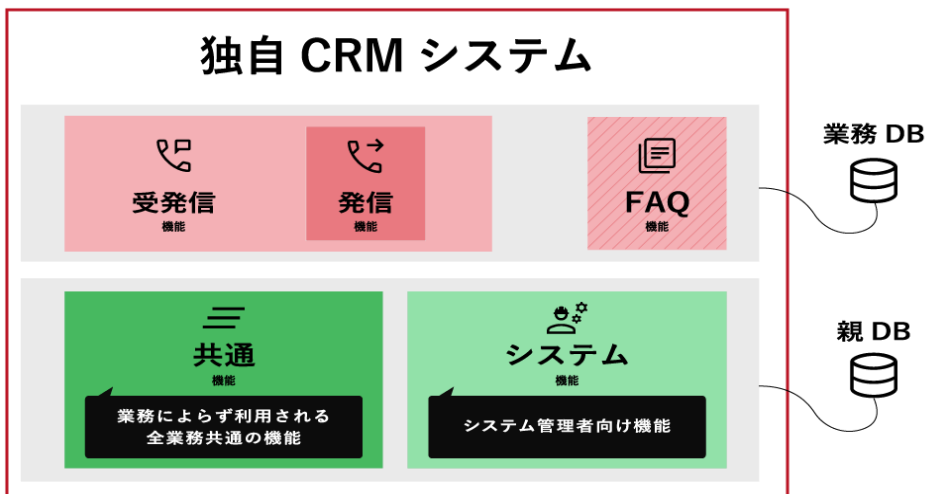 独自 CRM システム
受発信
機能
発信
機能
FAQ
機能
業務 DB
共通
機能
業務によらず利用される
全業務共通の機能
システム
機能
システム管理者向け機能
親 DB